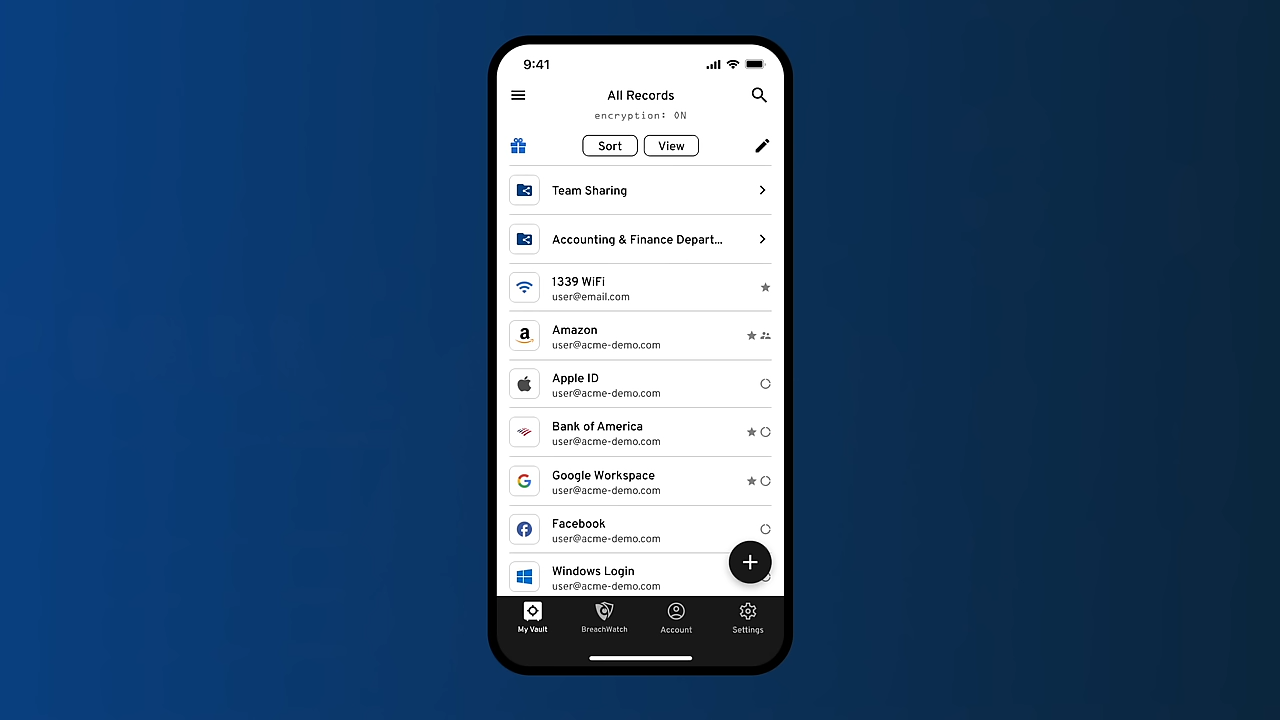 9:41
All Records
encryption: ON
Sort View
Team Sharing
Accounting & Finance Depart...
1339 WiFi
user@email.com
Amazon
user@acme-demo.com
Apple ID
user@acme-demo.com
Bank of America
user@acme-demo.com
Google Workspace
user@acme-demo.com
Facebook
user@acme-demo.com
Windows Login
user@acme-demo.com
My Vault BreachWatch Account Settings